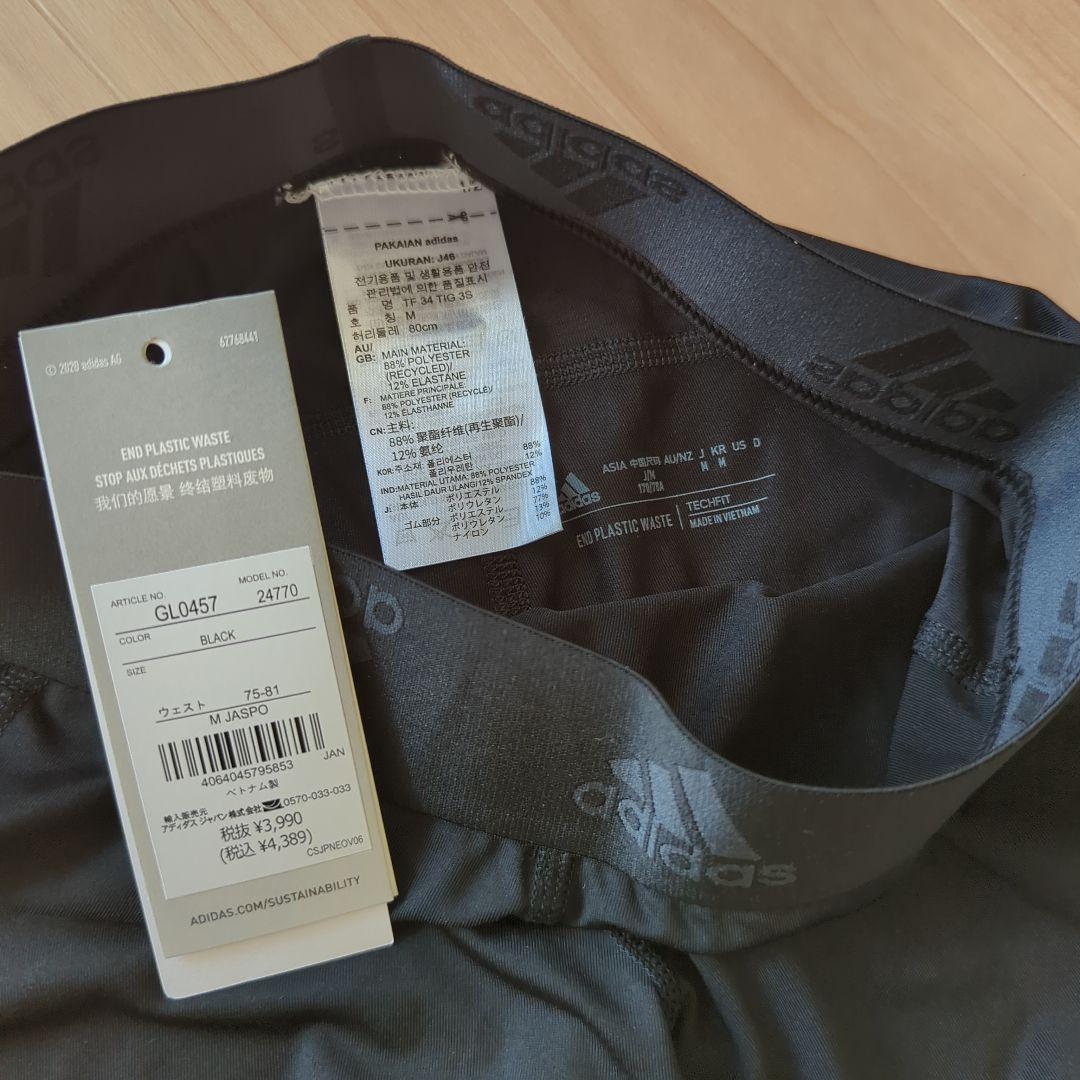 © 2020 adidas AG
67768441
END PLASTIC WASTE
STOP AUX DÉCHETS PLASTIQUES
我们的愿景 终结塑料废物
ARTICLE NO.
MODEL NO.
GL0457
24770
COLOR
BLACK
SIZE
ウェスト 75-81
M JASPO
JAN
4064045795853
ベトナム製
輸入販売元
アディダス ジャパン株式会社 0570-033-033
税抜 ¥3,990
(税込 ¥4,389)
CSJPNEOV06
ADIDAS.COM/SUSTAINABILITY
PAKAIAN adidas
UKURAN: J46
전기용품 및 생활용품 안전
관리법에 의한 품질표시
품 명 TF 34 TIG 3S
호 칭 M
허리둘레 80cm
AU/
GB: MAIN MATERIAL:
88% POLYESTER
(RECYCLED)/
12% ELASTANE
F: MATIERE PRINCIPALE:
88% POLYESTER (RECYCLÉ)/
12% ÉLASTHANNE
CN: 主料:
88% 聚酯纤维(再生聚酯)/
12% 氨纶
KOR: 주소재: 폴리에스터 88%
폴리우레탄 12%
IND: MATERIAL UTAMA: 88% POLYESTER
HASIL DAUR ULANG/12% SPANDEX
J: 本体 ポリエステル 88%
ポリウレタン 12%
ゴム部分 ポリエステル 77%
ポリウレタン 13%
ナイロン 10%
adidas
ASIA 中国尺码 AU/NZ J KR US D
J/M M M
170/78A
END PLASTIC WASTE
TECHFIT
MADE IN VIETNAM
adidas
adidas
adidas
adidas